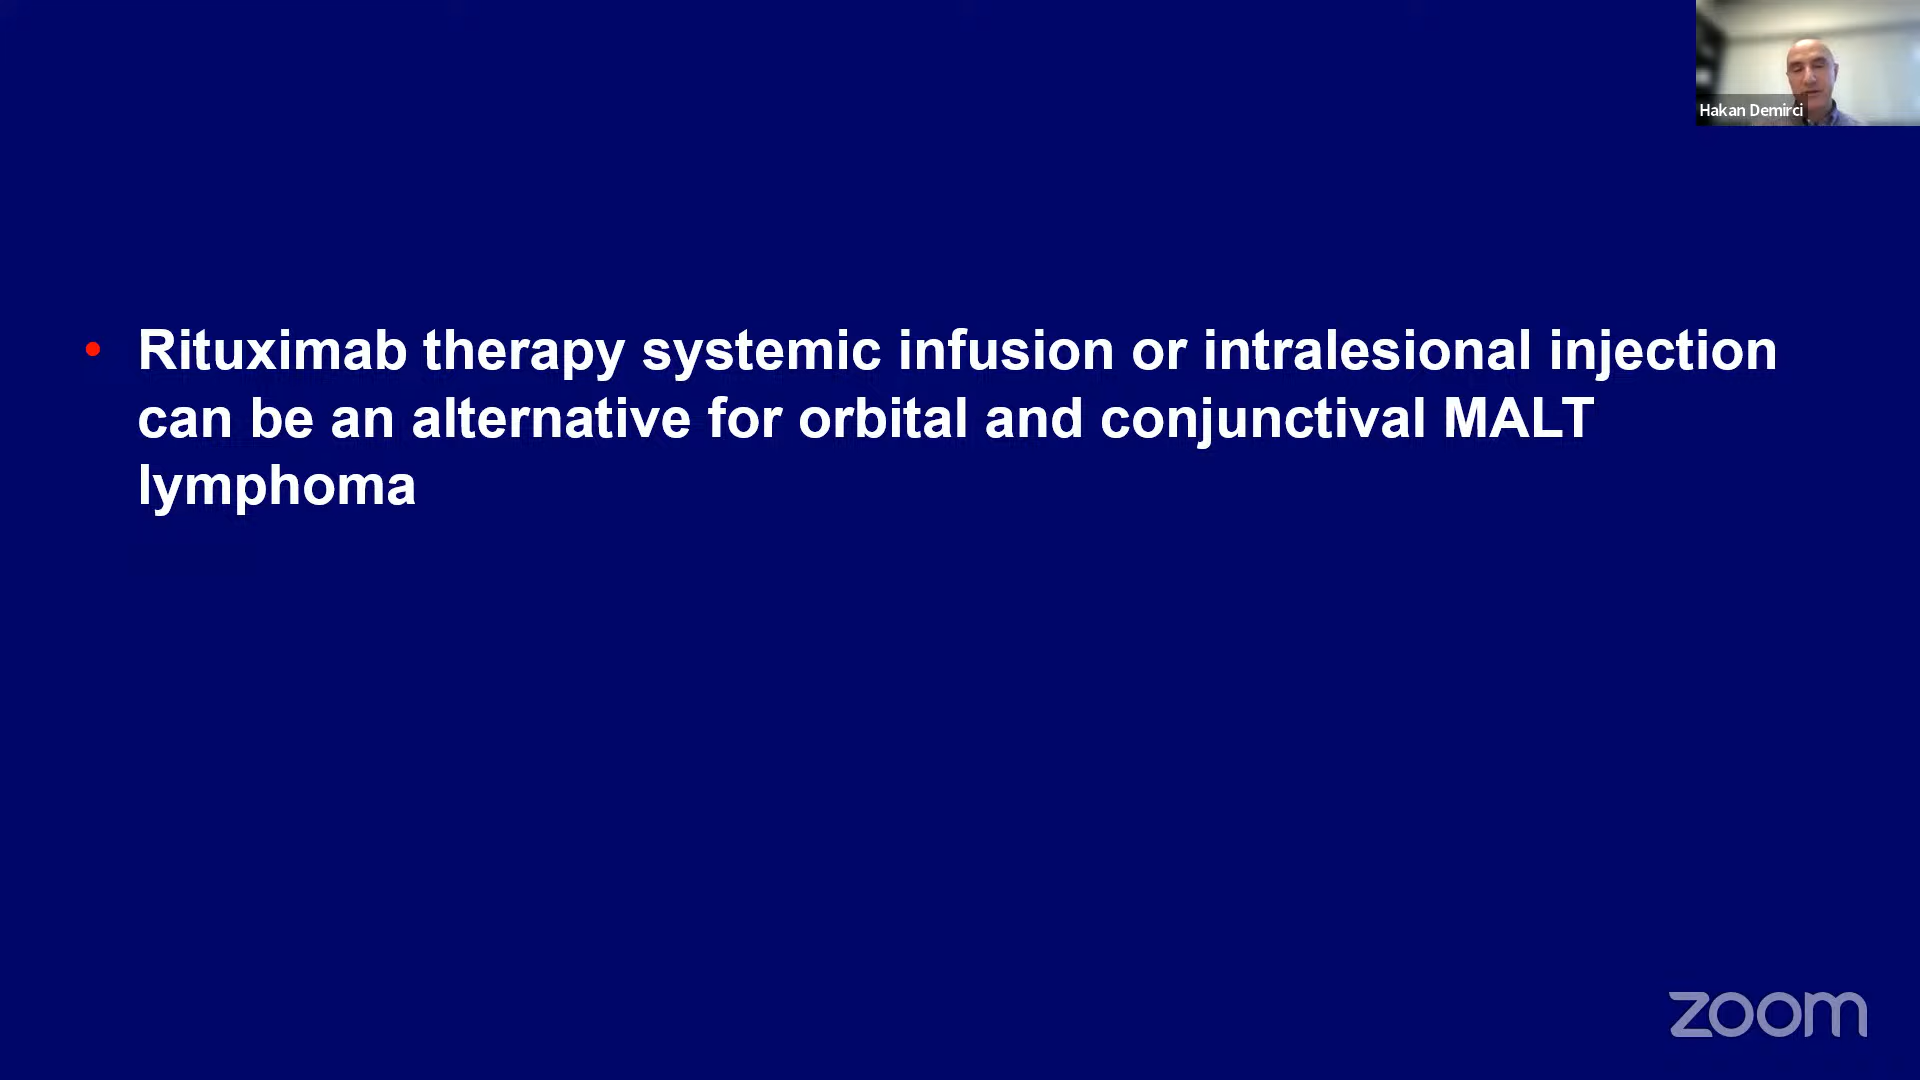 Hakan Demirci
• Rituximab therapy systemic infusion or intralesional injection
can be an alternative for orbital and conjunctival MALT
lymphoma
zoom